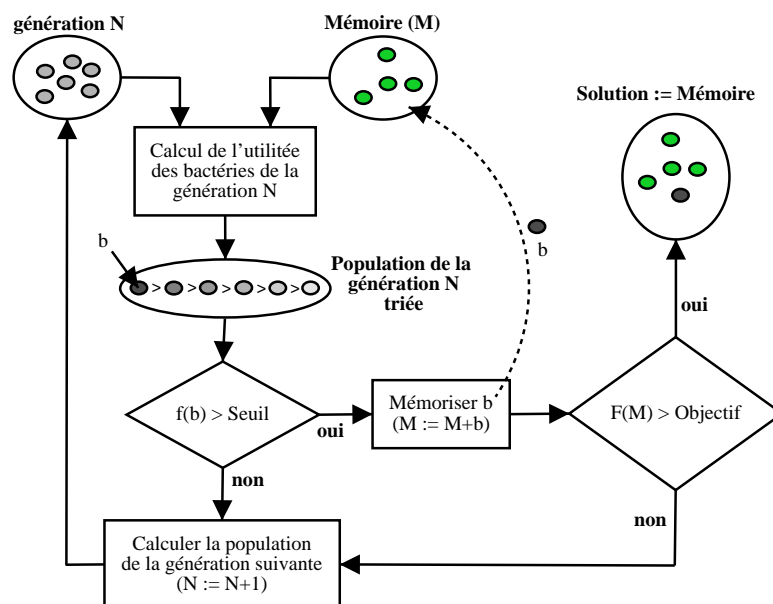 génération N
Mémoire (M)
Solution := Mémoire
Calcul de l’utilitée
des bactéries de la
génération N
b
b
> > > > >
Population de la
génération N
triée
oui
f(b) > Seuil
oui
Mémoriser b
(M := M+b)
F(M) > Objectif
non
non
Calculer la population
de la génération suivante
(N := N+1)